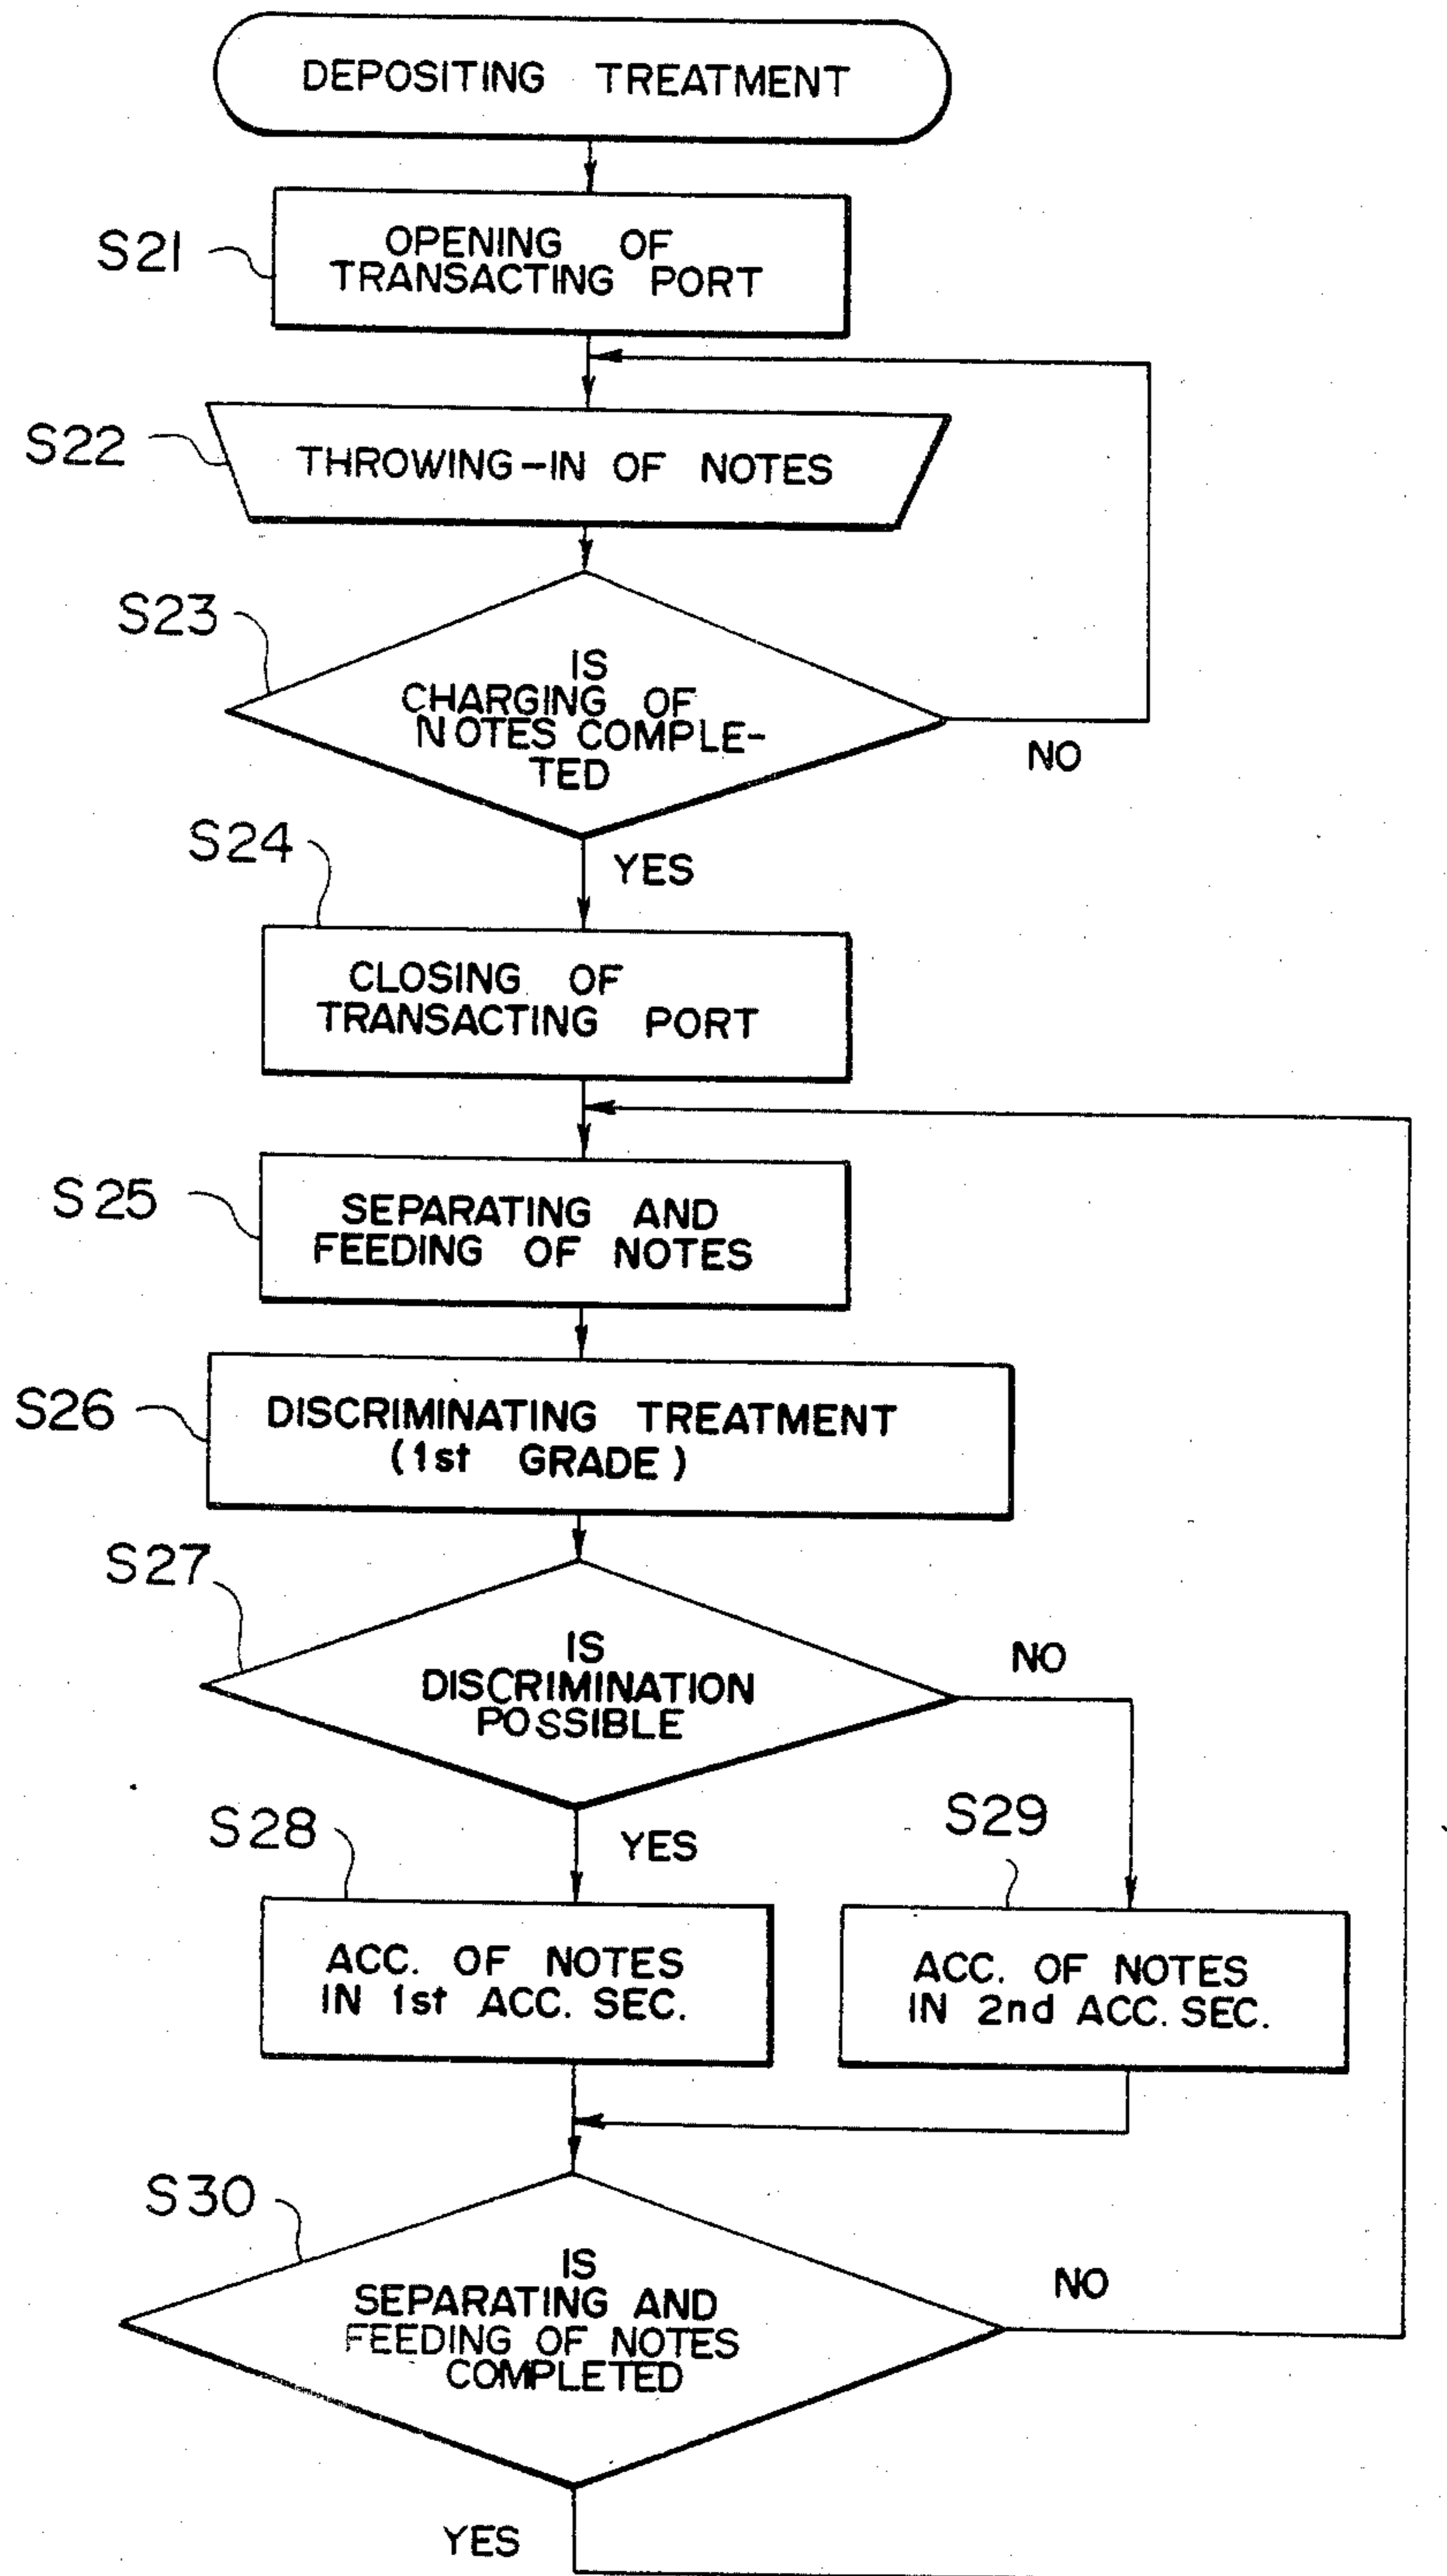 DEPOSITING TREATMENT
S21
OPENING OF
TRANSACTING PORT
S22
THROWING-IN OF NOTES
S23
IS
CHARGING OF
NOTES COMPLE-
TED
NO
S24
YES
CLOSING OF
TRANSACTING PORT
S25
SEPARATING AND
FEEDING OF NOTES
S26
DISCRIMINATING TREATMENT
(1st GRADE)
S27
IS
DISCRIMINATION
POSSIBLE
NO
S28
YES
S29
ACC. OF NOTES
IN 1st ACC. SEC.
ACC. OF NOTES
IN 2nd ACC. SEC.
S30
IS
SEPARATING AND
FEEDING OF NOTES
COMPLETED
NO
YES